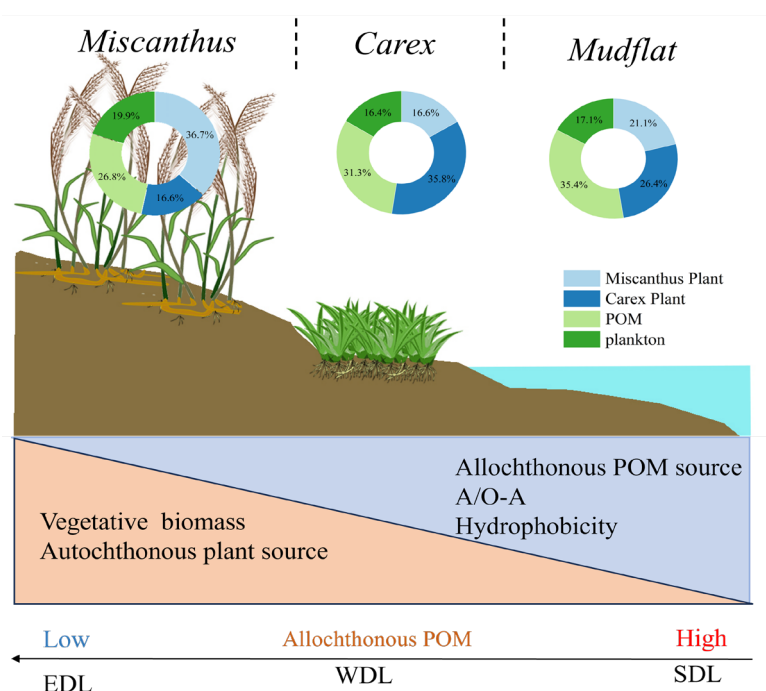 Miscanthus
Carex
Mudflat
19.9%
36.7%
26.8%
16.6%
16.4%
16.6%
31.3%
35.8%
17.1%
21.1%
35.4%
26.4%
Miscanthus Plant
Carex Plant
POM
plankton
Allochthonous POM source
A/O-A
Hydrophobicity
Vegetative biomass
Autochthonous plant source
Low
Allochthonous POM
High
EDL
WDL
SDL